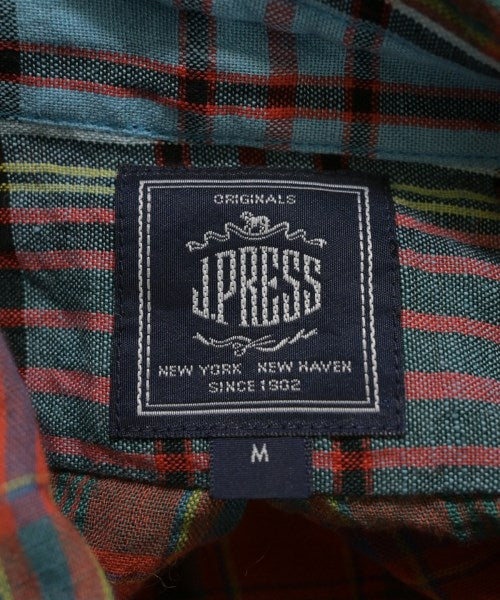 ORIGINALS
J.PRESS
NEW YORK NEW HAVEN
SINCE 1902
M